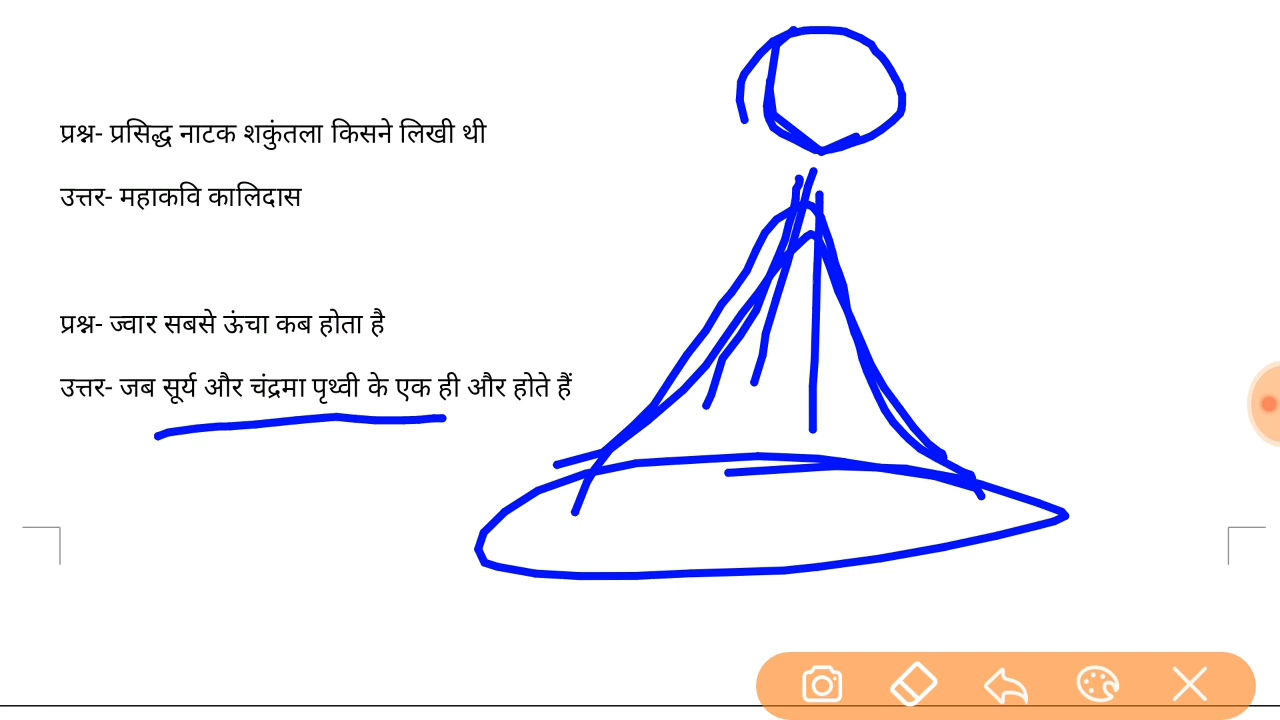 प्रश्न- प्रसिद्ध नाटक शकुंतला किसने लिखी थी
उत्तर- महाकवि कालिदास
प्रश्न- ज्वार सबसे ऊंचा कब होता है
उत्तर- जब सूर्य और चंद्रमा पृथ्वी के एक ही और होते हैं